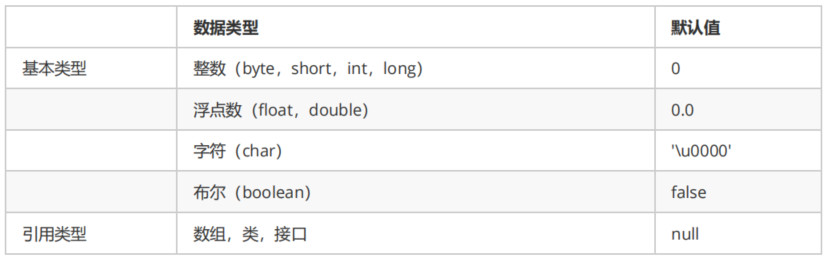 数据类型 默认值
基本类型 整数（byte，short，int，long） 0
浮点数（float，double） 0.0
字符（char） '\u0000'
布尔（boolean） false
引用类型 数组，类，接口 null